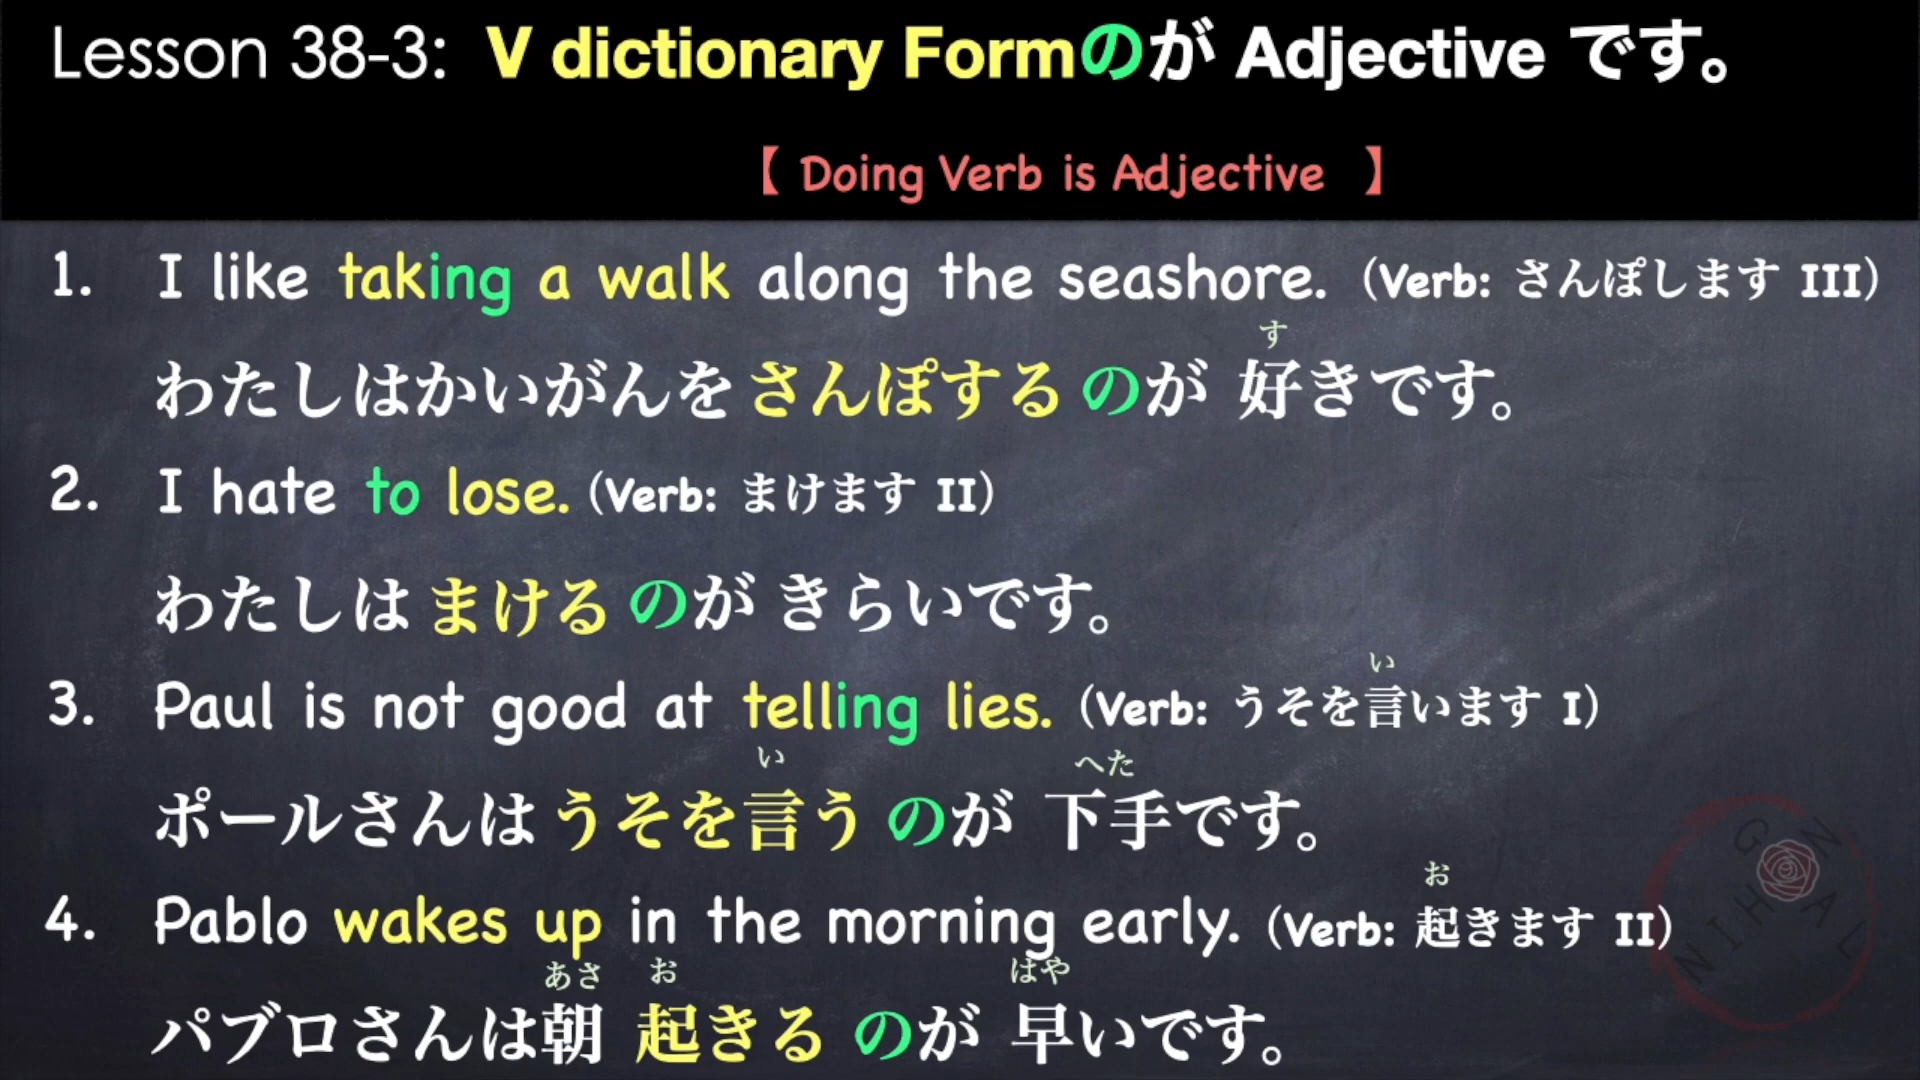 Lesson 38-3: V dictionary Formのが Adjective です。
【 Doing Verb is Adjective 】
1. I like taking a walk along the seashore. (Verb: さんぽします III)
す
わたしはかいがんを さんぽする のが 好きです。
2. I hate to lose. (Verb: まけます II)
わたしは まける のが きらいです。
い
3. Paul is not good at telling lies. (Verb: うそを言います I)
い へた
ポールさんは うそを言う のが 下手です。
お
4. Pablo wakes up in the morning early. (Verb: 起きます II)
あさ お はや
パブロさんは朝 起きる のが 早いです。
NIHONGOAL